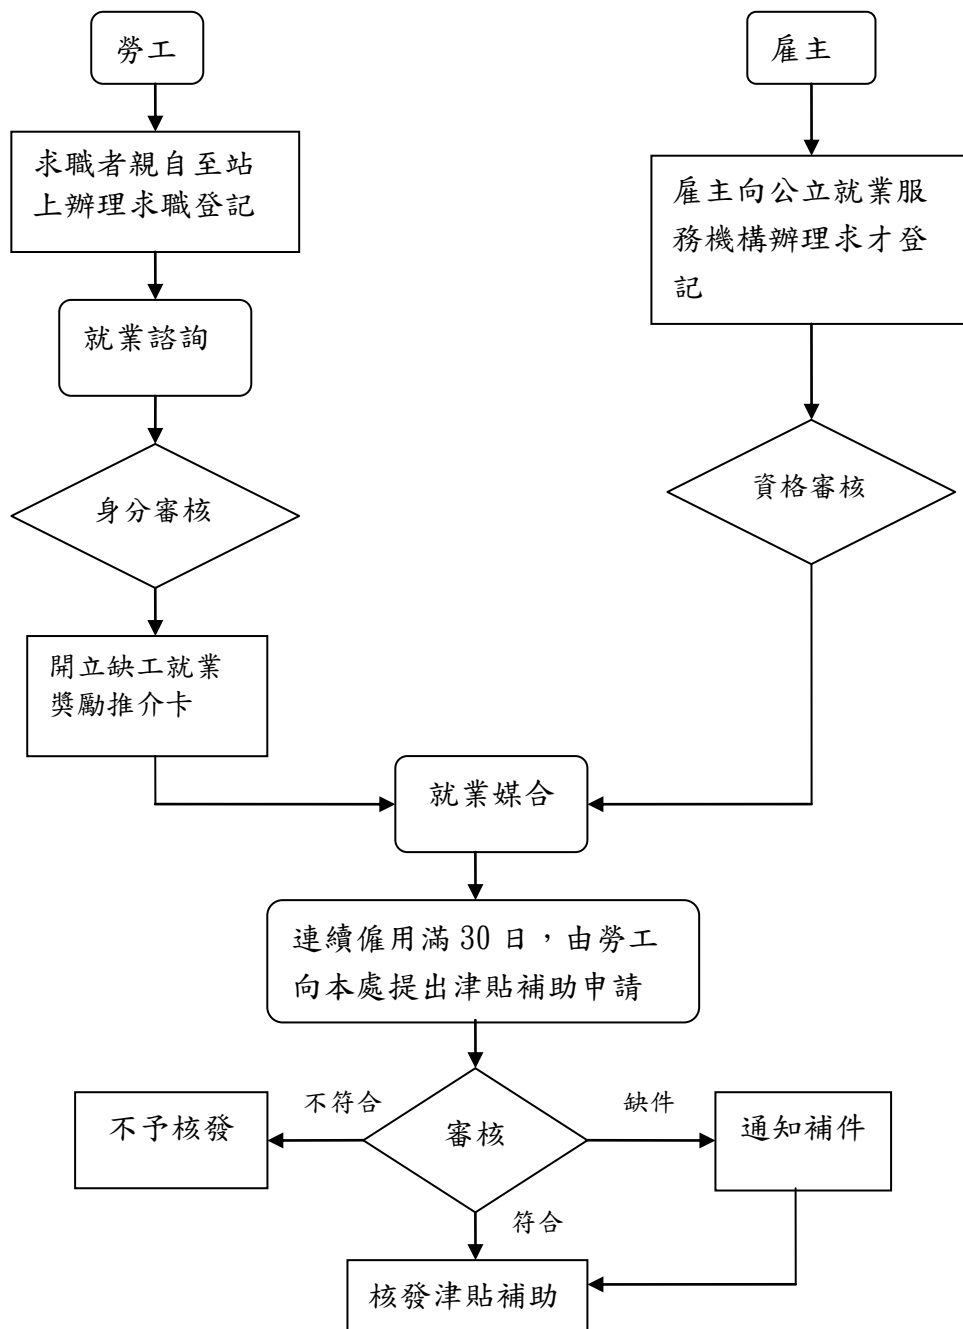 勞工
雇主
求職者親自至站
上辦理求職登記
雇主向公立就業服
務機構辦理求才登
記
就業諮詢
身分審核
資格審核
開立缺工就業
獎勵推介卡
就業媒合
連續僱用滿 30 日，由勞工
向本處提出津貼補助申請
不予核發
不符合
審核
缺件
通知補件
符合
核發津貼補助